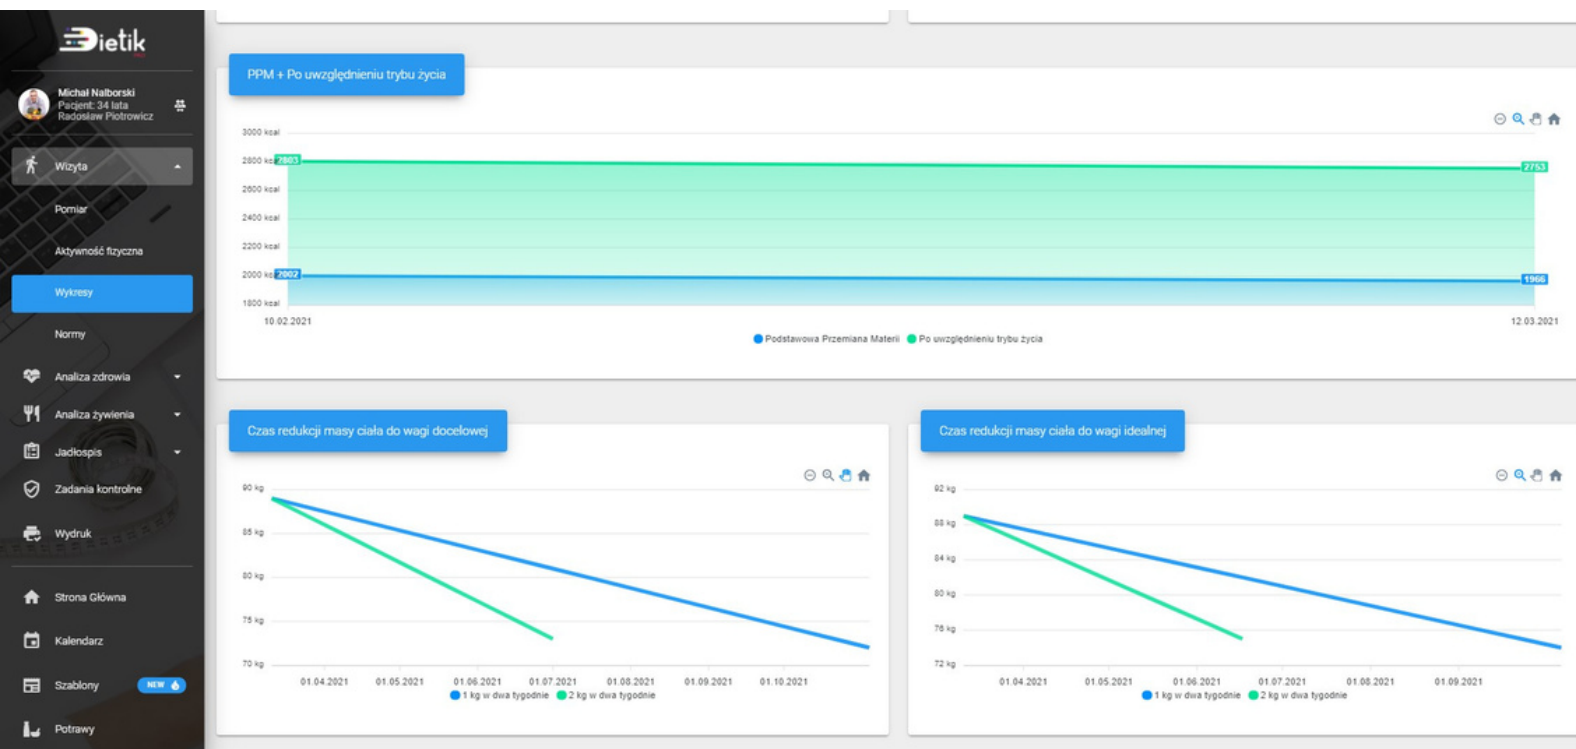 Dietik
Michał Nalborski
Pacjent: 34 lata
Radosław Piotrowicz
Wizyta
Pomiar
Aktywność fizyczna
Wykresy
Normy
Analiza zdrowia
Analiza żywienia
Jadłospis
Zadania kontrolne
Wydruk
Strona Główna
Kalendarz
Szablony NEW
Potrawy
PPM + Po uwzględnieniu trybu życia
3000 kcal
2800 kc 2803
2753
2600 kcal
2400 kcal
2200 kcal
2000 kc 2002
1966
1800 kcal
10.02.2021 12.03.2021
Podstawowa Przemiana Materii Po uwzględnieniu trybu życia
Czas redukcji masy ciała do wagi docelowej
90 kg
85 kg
80 kg
75 kg
70 kg
01.04.2021 01.05.2021 01.06.2021 01.07.2021 01.08.2021 01.09.2021 01.10.2021
1 kg w dwa tygodnie 2 kg w dwa tygodnie
Czas redukcji masy ciała do wagi idealnej
92 kg
88 kg
84 kg
80 kg
76 kg
72 kg
01.04.2021 01.05.2021 01.06.2021 01.07.2021 01.08.2021 01.09.2021
1 kg w dwa tygodnie 2 kg w dwa tygodnie